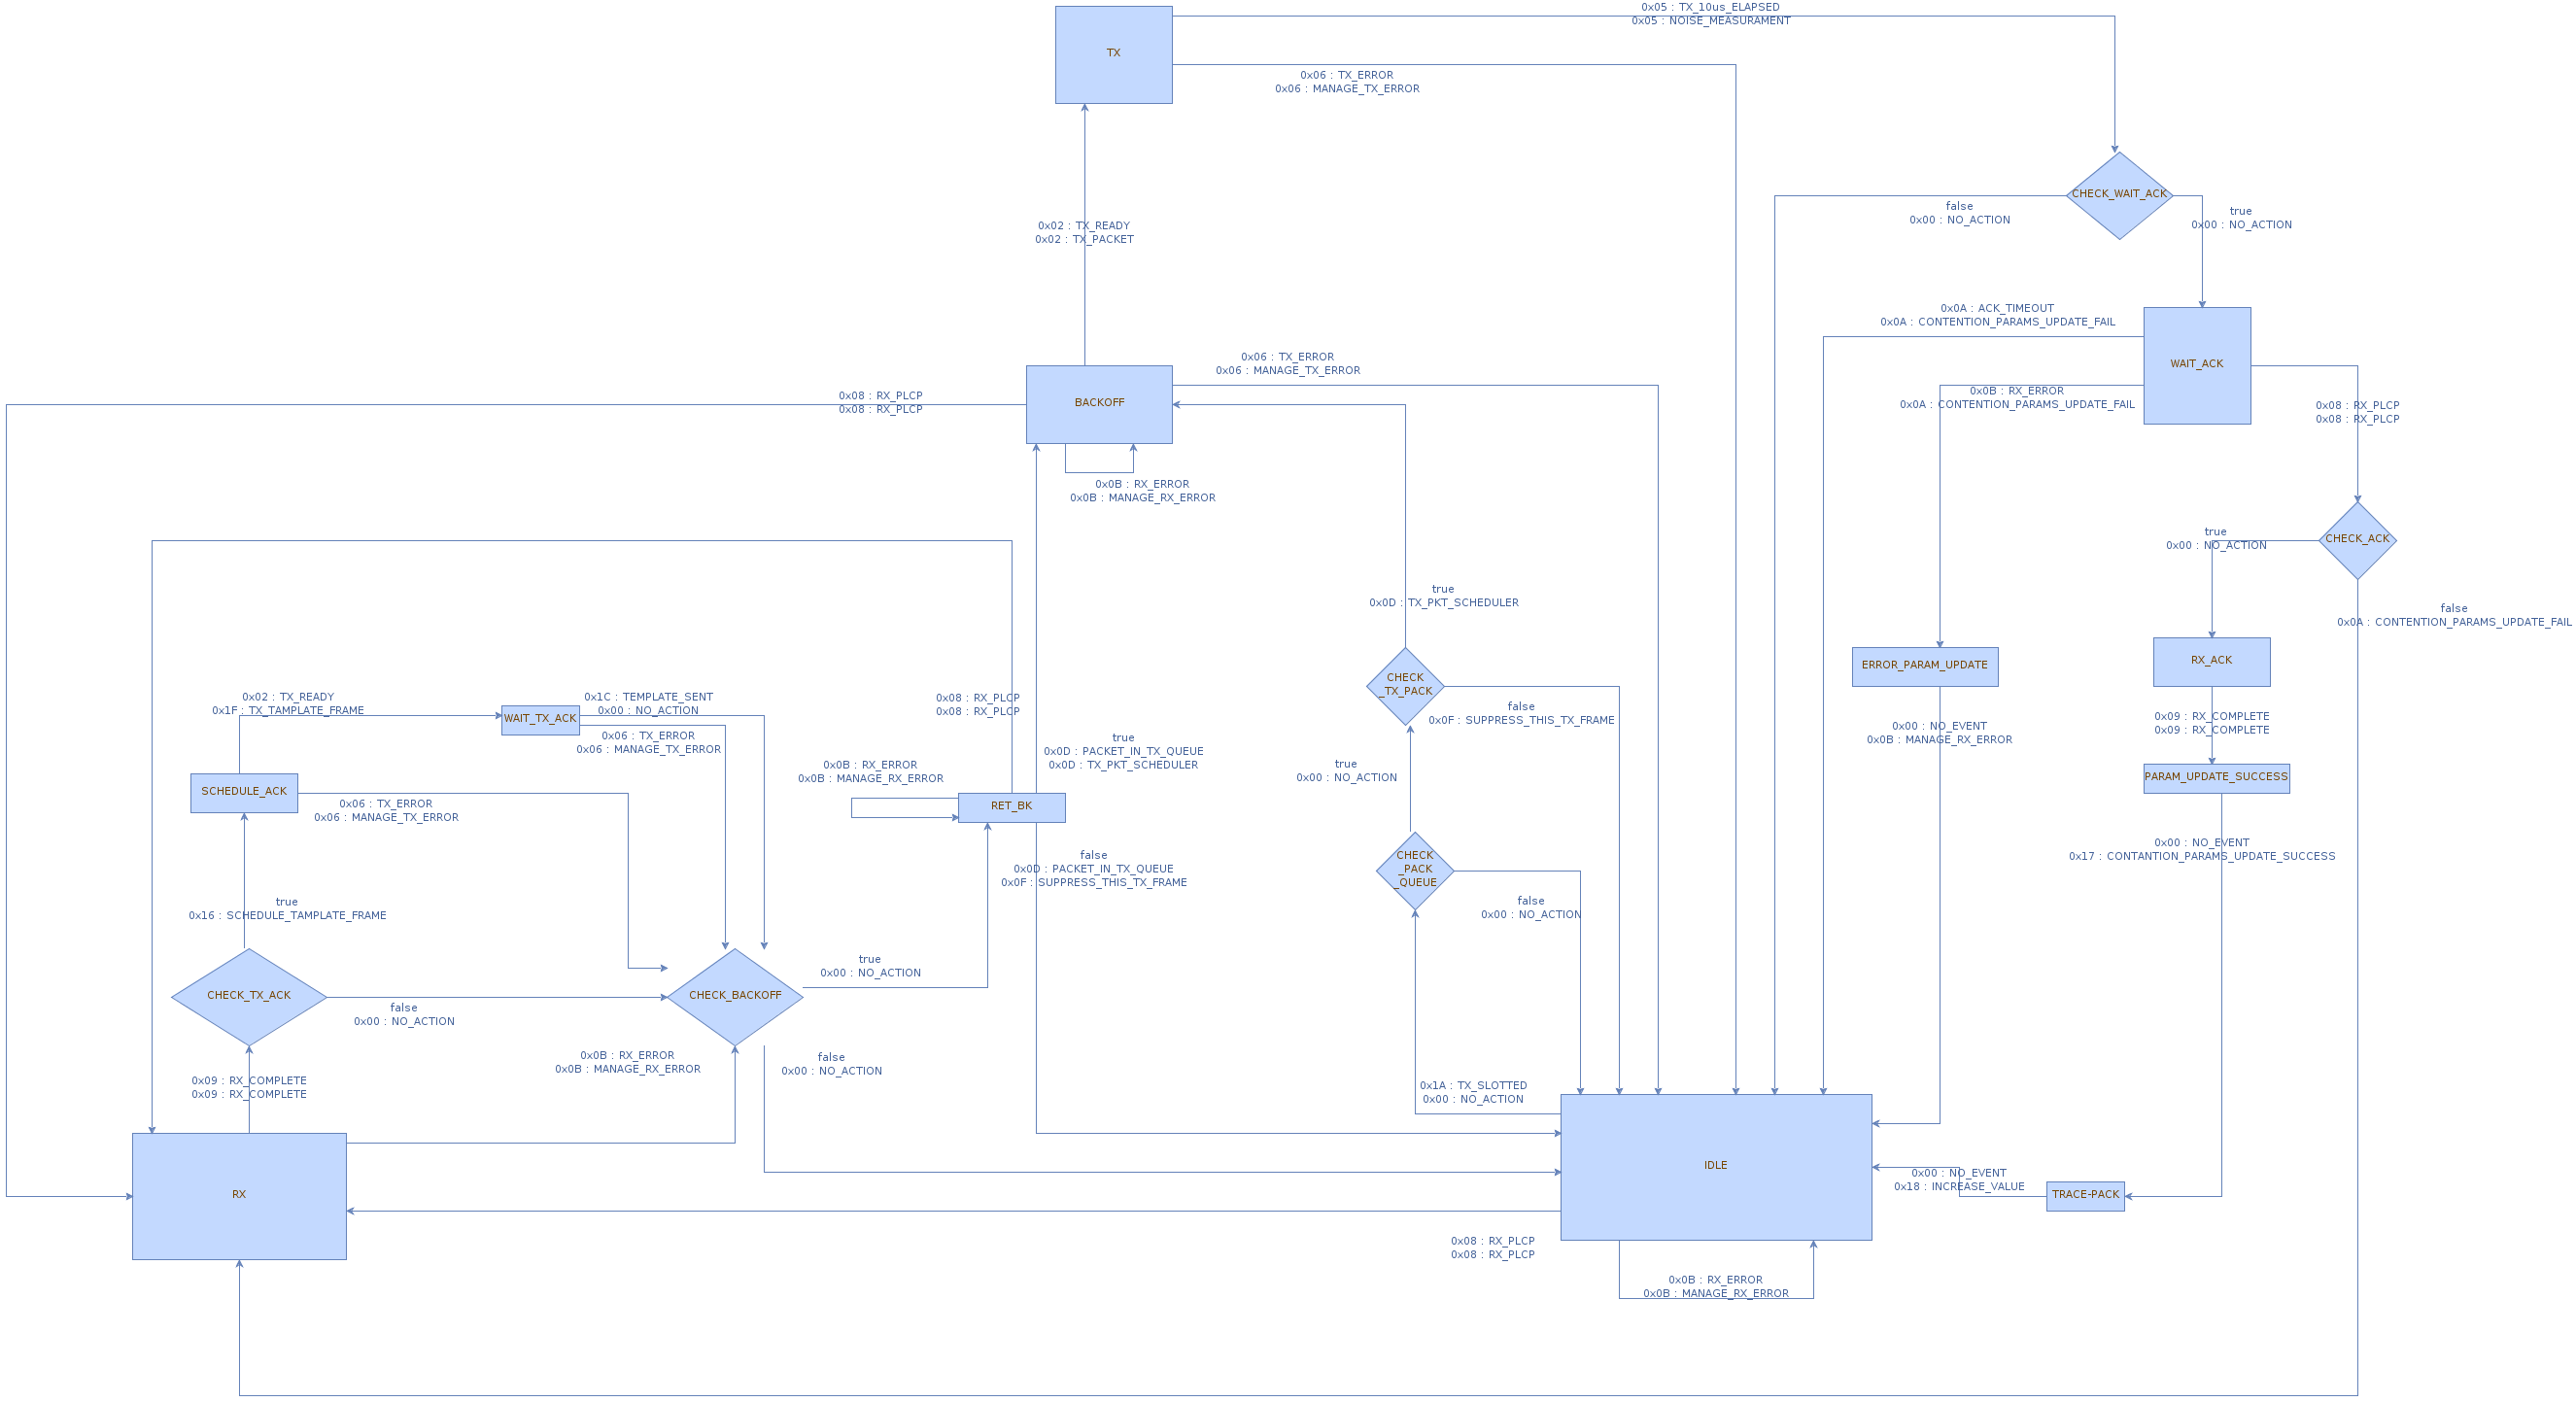 0x05 : TX_10us_ELAPSED
0x05 : NOISE_MEASURAMENT
TX
0x06 : TX_ERROR
0x06 : MANAGE_TX_ERROR
CHECK_WAIT_ACK
false
0x00 : NO_ACTION
true
0x00 : NO_ACTION
0x02 : TX_READY
0x02 : TX_PACKET
0x0A : ACK_TIMEOUT
0x0A : CONTENTION_PARAMS_UPDATE_FAIL
WAIT_ACK
0x06 : TX_ERROR
0x06 : MANAGE_TX_ERROR
0x08 : RX_PLCP
0x08 : RX_PLCP
BACKOFF
0x0B : RX_ERROR
0x0A : CONTENTION_PARAMS_UPDATE_FAIL
0x08 : RX_PLCP
0x08 : RX_PLCP
0x0B : RX_ERROR
0x0B : MANAGE_RX_ERROR
true
0x00 : NO_ACTION
CHECK_ACK
true
0x0D : TX_PKT_SCHEDULER
false
0x0A : CONTENTION_PARAMS_UPDATE_FAIL
ERROR_PARAM_UPDATE
RX_ACK
CHECK
_TX_PACK
0x02 : TX_READY
0x1F : TX_TAMPLATE_FRAME
WAIT_TX_ACK
0x1C : TEMPLATE_SENT
0x00 : NO_ACTION
0x08 : RX_PLCP
0x08 : RX_PLCP
false
0x0F : SUPPRESS_THIS_TX_FRAME
0x00 : NO_EVENT
0x0B : MANAGE_RX_ERROR
0x09 : RX_COMPLETE
0x09 : RX_COMPLETE
0x06 : TX_ERROR
0x06 : MANAGE_TX_ERROR
true
0x0D : PACKET_IN_TX_QUEUE
0x0D : TX_PKT_SCHEDULER
0x0B : RX_ERROR
0x0B : MANAGE_RX_ERROR
true
0x00 : NO_ACTION
PARAM_UPDATE_SUCCESS
SCHEDULE_ACK
0x06 : TX_ERROR
0x06 : MANAGE_TX_ERROR
RET_BK
false
0x0D : PACKET_IN_TX_QUEUE
0x0F : SUPPRESS_THIS_TX_FRAME
CHECK
_PACK
_QUEUE
0x00 : NO_EVENT
0x17 : CONTANTION_PARAMS_UPDATE_SUCCESS
true
0x16 : SCHEDULE_TAMPLATE_FRAME
false
0x00 : NO_ACTION
true
0x00 : NO_ACTION
CHECK_TX_ACK
CHECK_BACKOFF
false
0x00 : NO_ACTION
0x0B : RX_ERROR
0x0B : MANAGE_RX_ERROR
false
0x00 : NO_ACTION
0x09 : RX_COMPLETE
0x09 : RX_COMPLETE
0x1A : TX_SLOTTED
0x00 : NO_ACTION
IDLE
0x00 : NO_EVENT
0x18 : INCREASE_VALUE
TRACE-PACK
RX
0x08 : RX_PLCP
0x08 : RX_PLCP
0x0B : RX_ERROR
0x0B : MANAGE_RX_ERROR